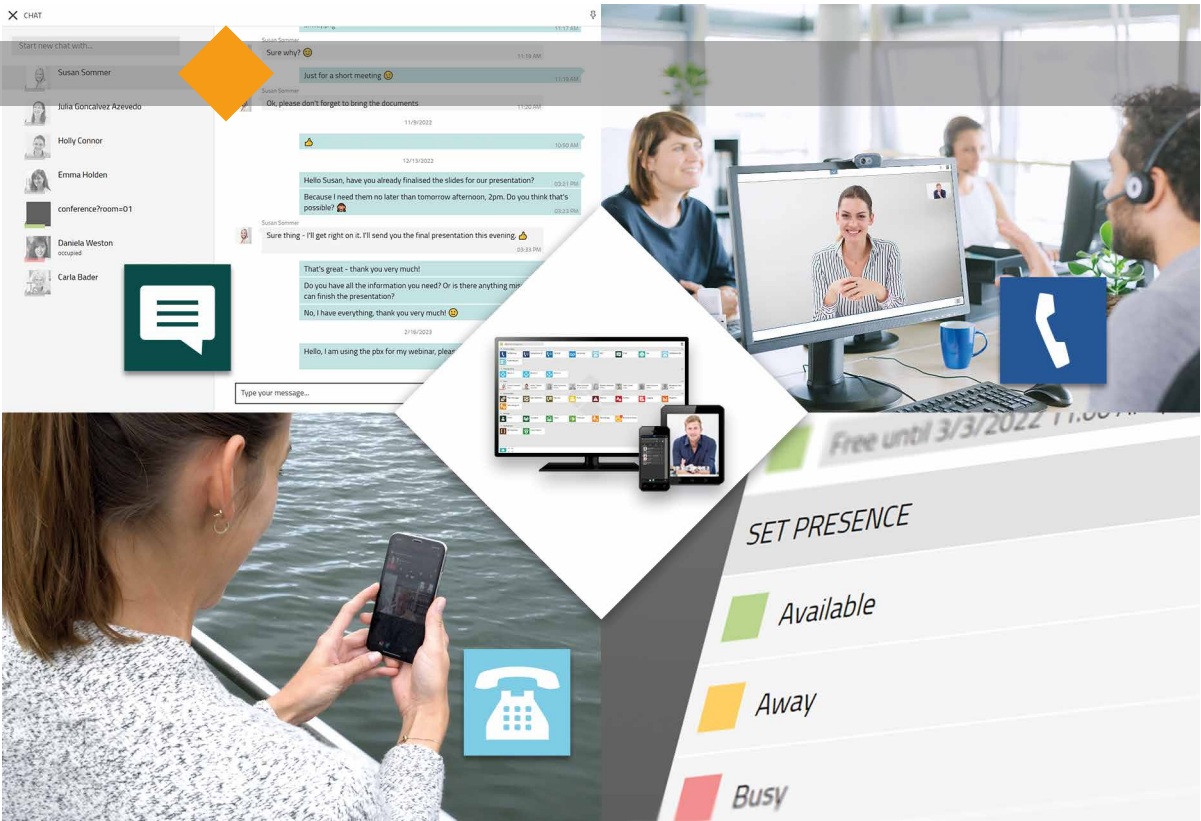 CHAT
11:17 AM
Start new chat with...
Susan Sommer
Julia Goncalvez Azevedo
Holly Connor
Emma Holden
conference?room=01
Daniela Weston
occupied
Carla Bader
Susan Sommer
Sure why?
11:19 AM
Just for a short meeting
11:19 AM
Susan Sommer
Ok, please don't forget to bring the documents
11:20 AM
11/9/2022
10:50 AM
12/13/2022
Hello Susan, have you already finalised the slides for our presentation?
03:21 PM
Because I need them no later than tomorrow afternoon, 2pm. Do you think that's
possible?
03:23 PM
Susan Sommer
Sure thing - I'll get right on it. I'll send you the final presentation this evening.
03:33 PM
That's great - thank you very much!
Do you have all the information you need? Or is there anything
can finish the presentation?
No, I have everything, thank you very much!
2/16/2023
Hello, I am using the pbx for my webinar,
Type your message...
Free until 3/3/2022 11:00
SET PRESENCE
Available
Away
Busy